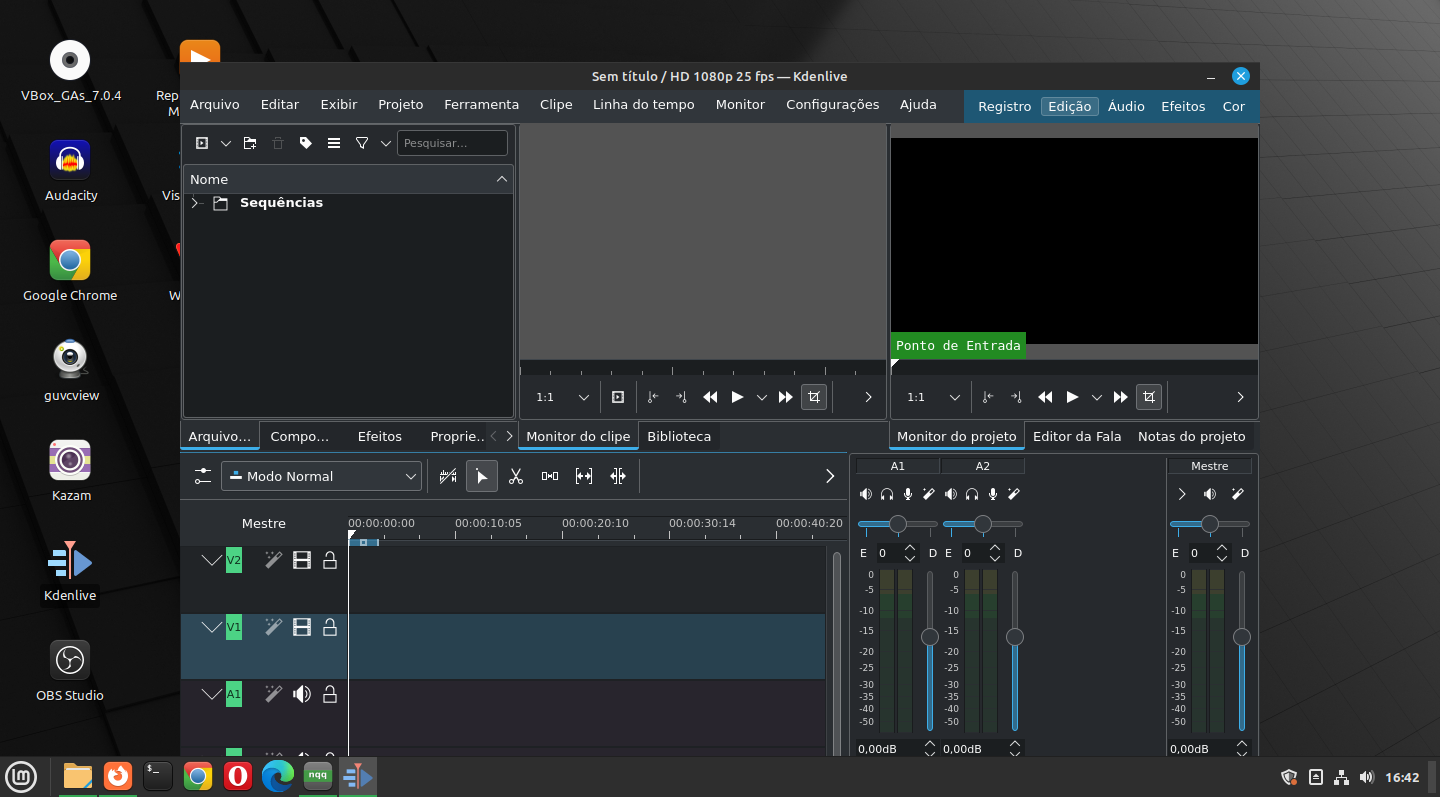 VBox_GAs_7.0.4
Audacity
Google Chrome
guvcview
Kazam
Kdenlive
OBS Studio
Rep
M
Vis
W
Sem título / HD 1080p 25 fps — Kdenlive
Arquivo Editar Exibir Projeto Ferramenta Clipe Linha do tempo Monitor Configurações Ajuda
Registro Edição Áudio Efeitos Cor
Pesquisar...
Nome
Sequências
Ponto de Entrada
1:1
1:1
Arquivo... Compo... Efeitos Proprie..
Monitor do clipe Biblioteca
Monitor do projeto Editor da Fala Notas do projeto
Modo Normal
Mestre
00:00:00:00 00:00:10:05 00:00:20:10 00:00:30:14 00:00:40:20
V2
V1
A1
A1 A2 Mestre
E 0 D E 0 D E 0 D
0 0 0
-5 -5 -5
-10 -10 -10
-15 -15 -15
-20 -20 -20
-25 -25 -25
-30 -30 -30
-35 -35 -35
-40 -40 -40
-50 -50 -50
0,00dB 0,00dB 0,00dB
$_
nqq
16:42